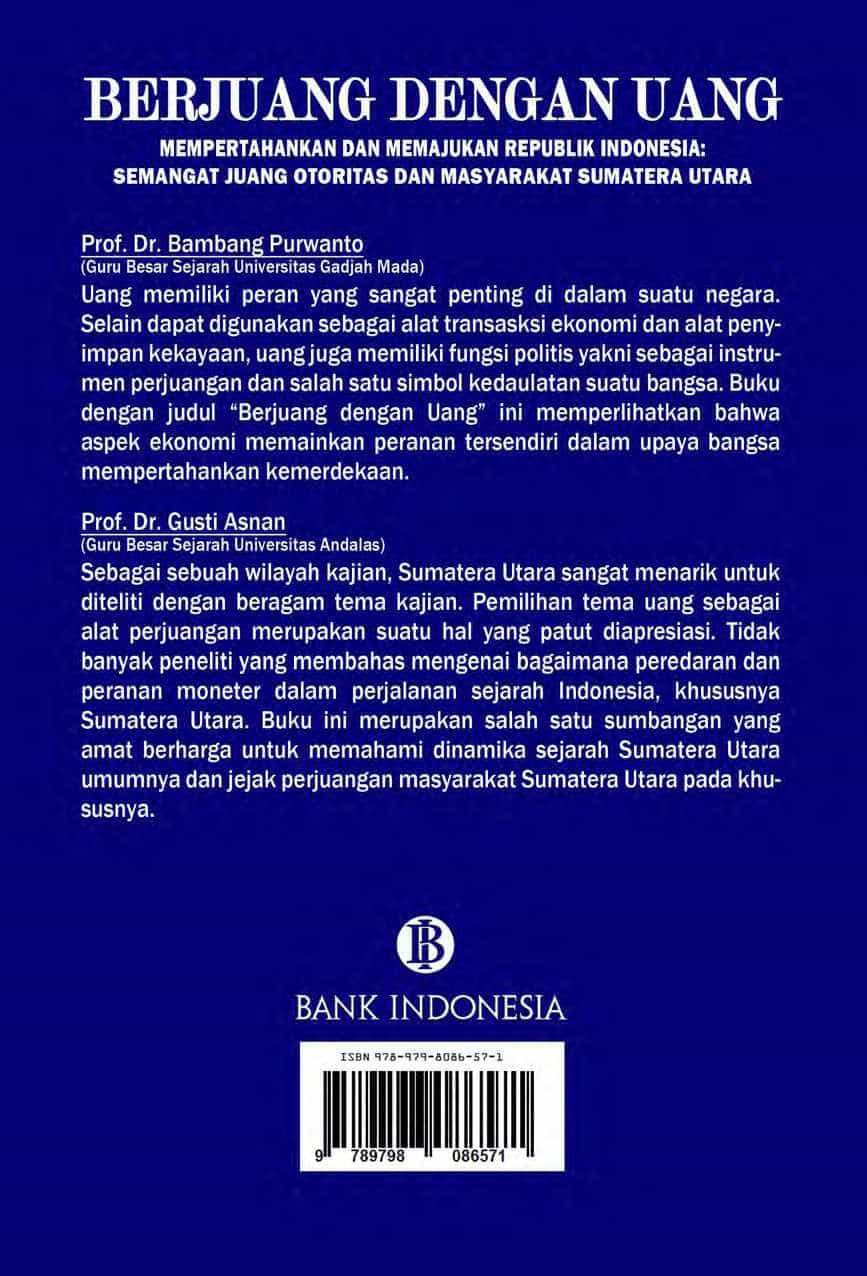 BERJUANG DENGAN UANG
MEMPERTAHANKAN DAN MEMAJUKAN REPUBLIK INDONESIA:
SEMANGAT JUANG OTORITAS DAN MASYARAKAT SUMATERA UTARA
Prof. Dr. Bambang Purwanto
(Guru Besar Sejarah Universitas Gadjah Mada)
Uang memiliki peran yang sangat penting di dalam suatu negara.
Selain dapat digunakan sebagai alat transasksi ekonomi dan alat peny-
impan kekayaan, uang juga memiliki fungsi politis yakni sebagai instru-
men perjuangan dan salah satu simbol kedaulatan suatu bangsa. Buku
dengan judul “Berjuang dengan Uang” ini memperlihatkan bahwa
aspek ekonomi memainkan peranan tersendiri dalam upaya bangsa
mempertahankan kemerdekaan.
Prof. Dr. Gusti Asnan
(Guru Besar Sejarah Universitas Andalas)
Sebagai sebuah wilayah kajian, Sumatera Utara sangat menarik untuk
diteliti dengan beragam tema kajian. Pemilihan tema uang sebagai
alat perjuangan merupakan suatu hal yang patut diapresiasi. Tidak
banyak peneliti yang membahas mengenai bagaimana peredaran dan
peranan moneter dalam perjalanan sejarah Indonesia, khususnya
Sumatera Utara. Buku ini merupakan salah satu sumbangan yang
amat berharga untuk memahami dinamika sejarah Sumatera Utara
umumnya dan jejak perjuangan masyarakat Sumatera Utara pada khu-
susnya.
BI
BANK INDONESIA
ISBN 978-979-8086-57-1
9 789798 086571